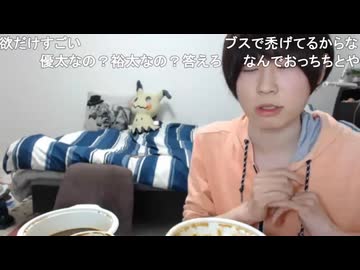 欲だけすごい
ブスで禿げてるからな
優太なの？裕太なの？答えろ
なんでおっちちとや